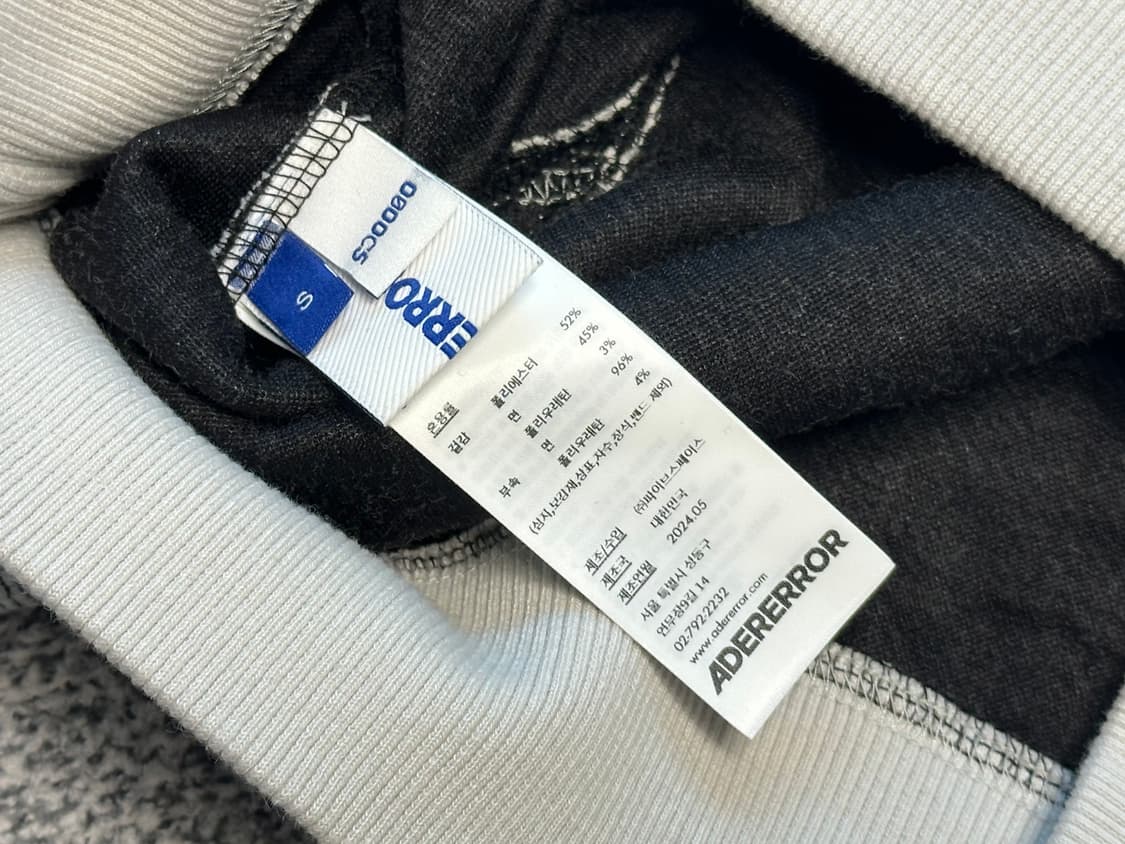 0000C5
S
ERRO
혼용률
겉감 폴리에스터 52%
면 45%
폴리우레탄 3%
부속 면 96%
폴리우레탄 4%
(심지,보강재,상표,자수,장식,밴드 제외)
제조/수입 ㈜파이브스페이스
제조국 대한민국
제조연월 2024.05
서울 특별시 성동구
연무장9길 14
02-792-2232
www.adererror.com
ADERERROR